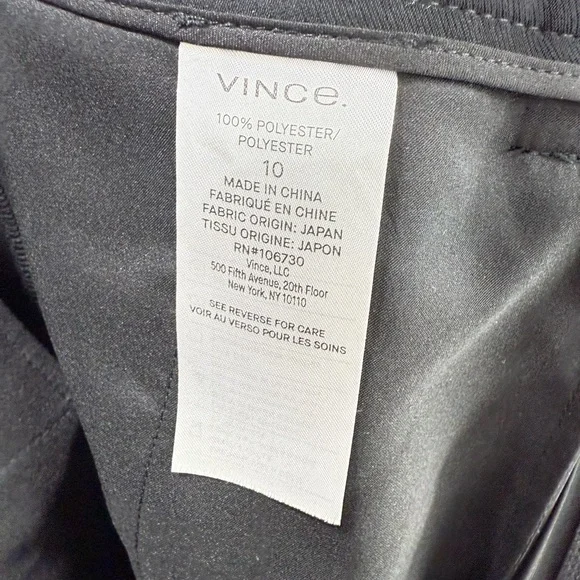 VINCE.
100% POLYESTER/
POLYESTER
10
MADE IN CHINA
FABRIQUÉ EN CHINE
FABRIC ORIGIN: JAPAN
TISSU ORIGINE: JAPON
RN#106730
Vince, LLC
500 Fifth Avenue, 20th Floor
New York, NY 10110
SEE REVERSE FOR CARE
VOIR AU VERSO POUR LES SOINS